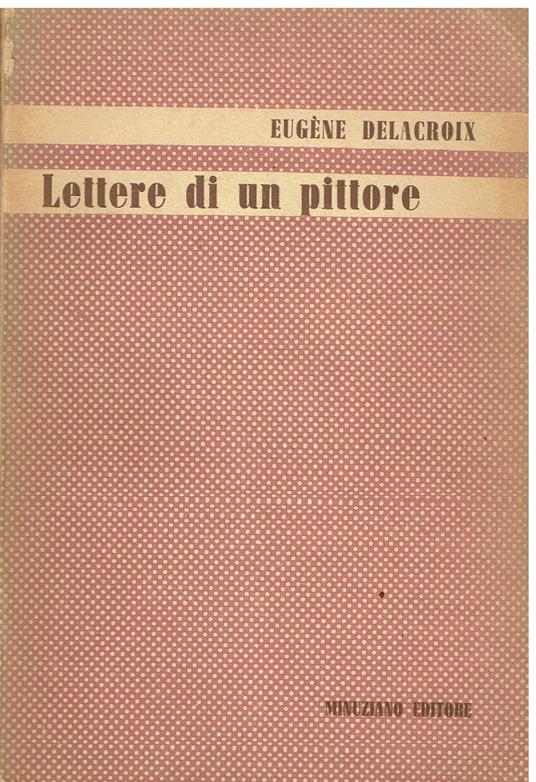 EUGÈNE DELACROIX
Lettere di un pittore
MINUZIANO EDITORE